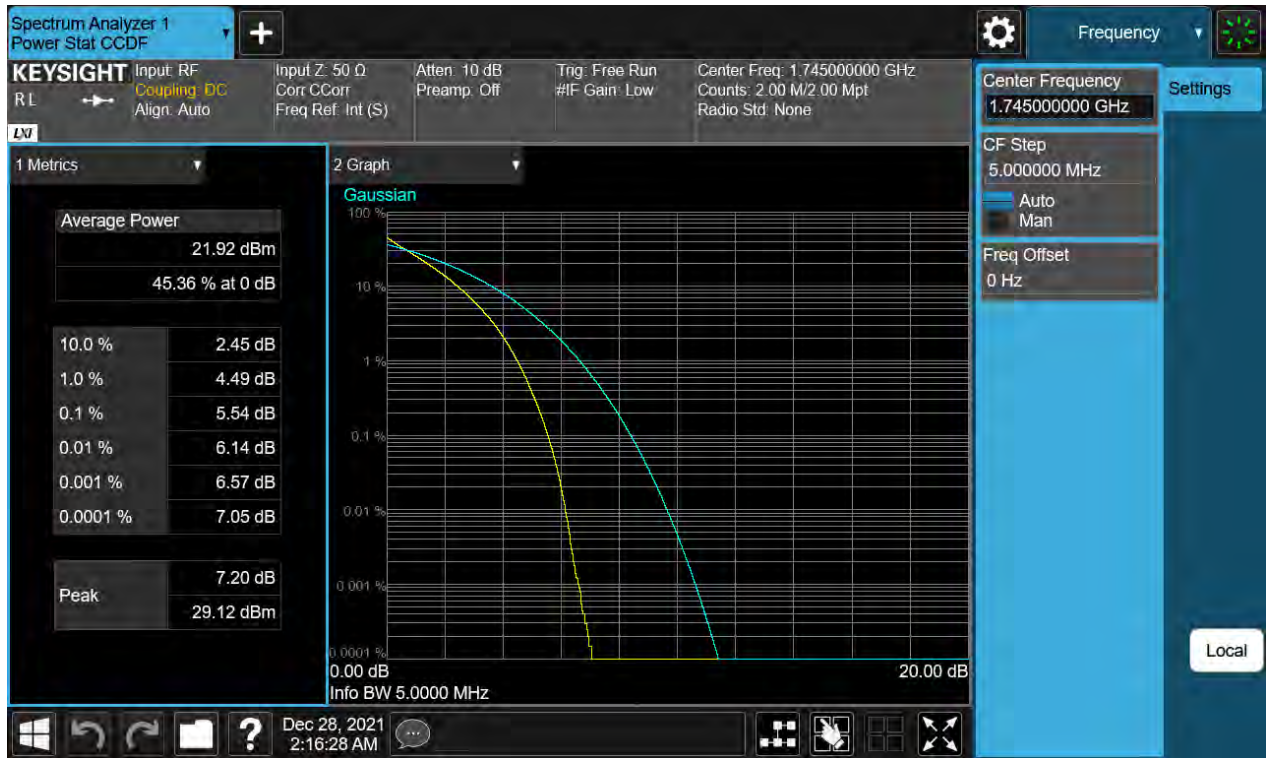 Spectrum Analyzer 1
Power Stat CCDF
+
Frequency
KEYSIGHT
RL
LXI
Input: RF
Coupling: DC
Align: Auto
Input Z: 50 Ω
Corr CCorr
Freq Ref: Int (S)
Atten: 10 dB
Preamp: Off
Trig: Free Run
#IF Gain: Low
Center Freq: 1.745000000 GHz
Counts: 2.00 M/2.00 Mpt
Radio Std: None
Center Frequency
1.745000000 GHz
Settings
CF Step
5.000000 MHz
Auto
Man
Freq Offset
0 Hz
Local
1 Metrics
Average Power
21.92 dBm
45.36 % at 0 dB
10.0 % 2.45 dB
1.0 % 4.49 dB
0.1 % 5.54 dB
0.01 % 6.14 dB
0.001 % 6.57 dB
0.0001 % 7.05 dB
Peak
7.20 dB
29.12 dBm
2 Graph
Gaussian
100 %
10 %
1 %
0.1 %
0.01 %
0.001 %
0.0001 %
0.00 dB
20.00 dB
Info BW 5.0000 MHz
?
Dec 28, 2021
2:16:28 AM